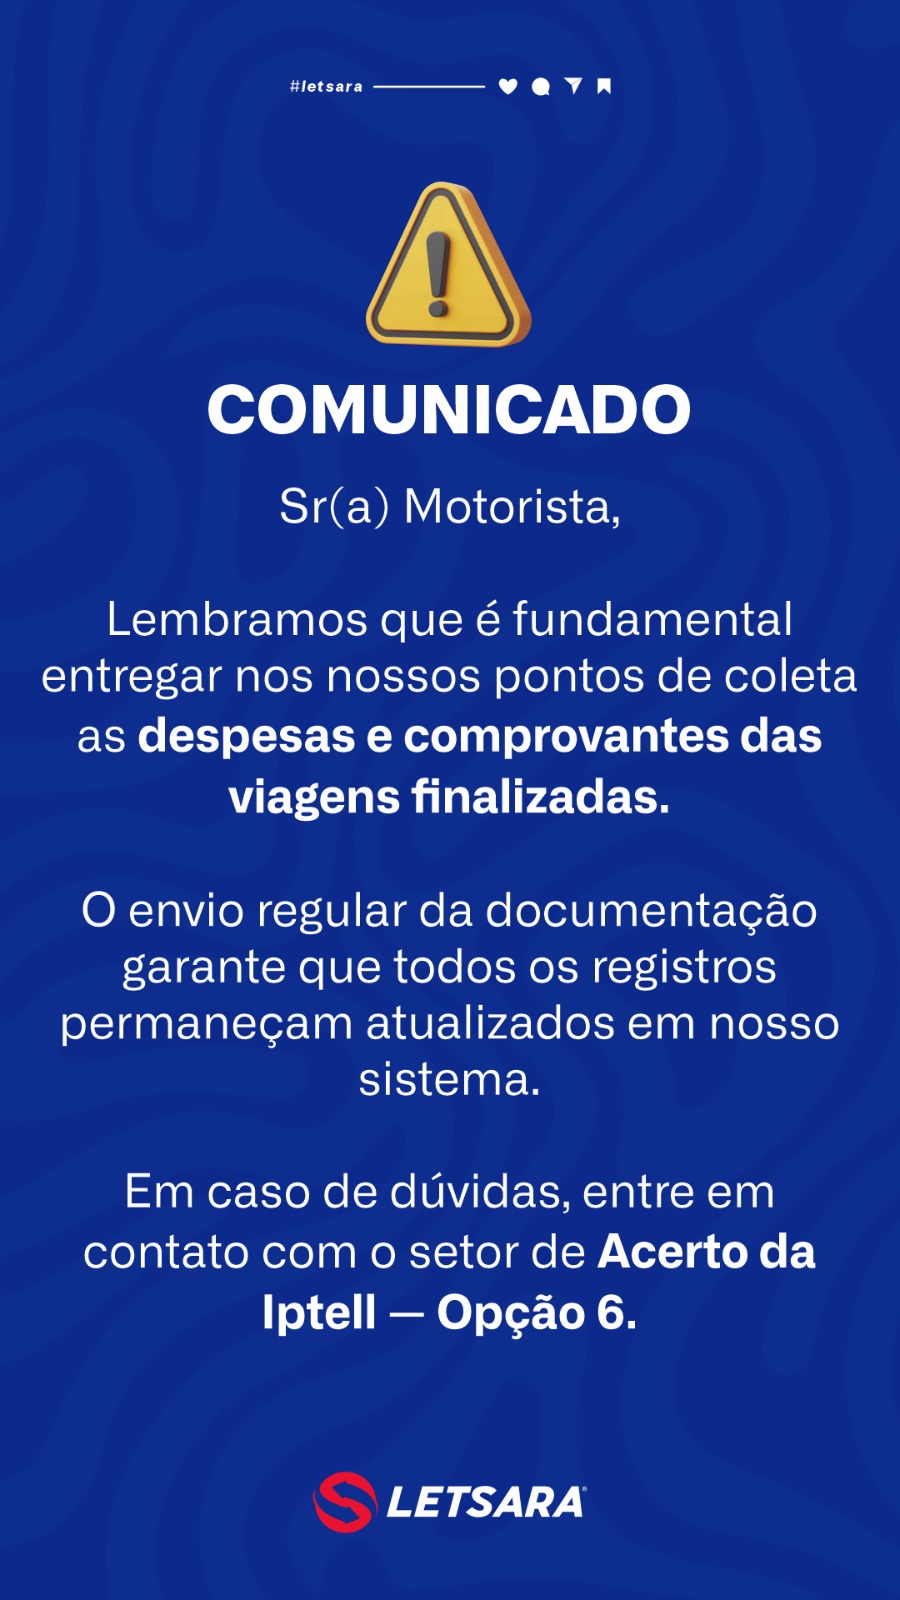 #letsara
COMUNICADO
Sr(a) Motorista,
Lembramos que é fundamental
entregar nos nossos pontos de coleta
as despesas e comprovantes das
viagens finalizadas.
O envio regular da documentação
garante que todos os registros
permaneçam atualizados em nosso
sistema.
Em caso de dúvidas, entre em
contato com o setor de Acerto da
Iptell — Opção 6.
LETSARA®